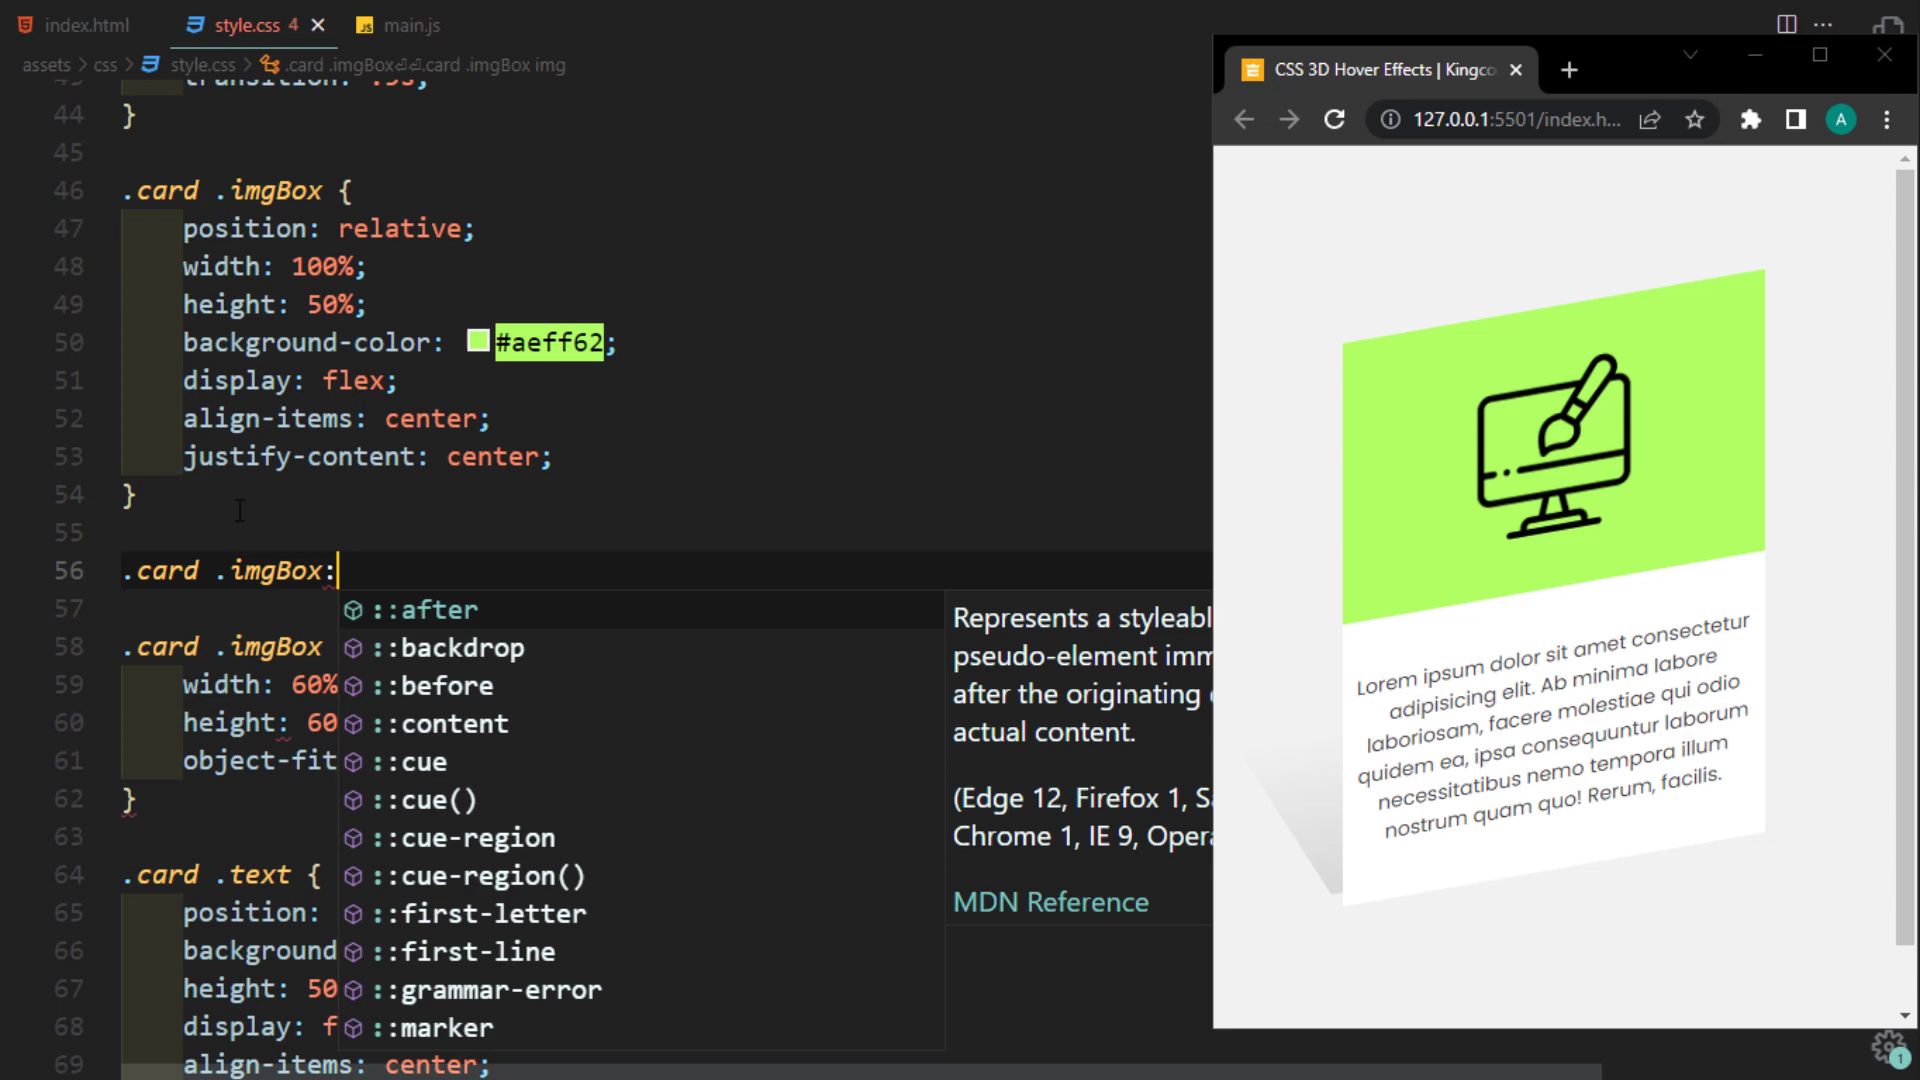 index.html
style.css 4
main.js
assets > css > style.css > .card .imgBox⏎⏎.card .imgBox img
44 }
45
46 .card .imgBox {
47 position: relative;
48 width: 100%;
49 height: 50%;
50 background-color: #aeff62;
51 display: flex;
52 align-items: center;
53 justify-content: center;
54 }
55
56 .card .imgBox:
57
58 .card .imgBox
59 width: 60%
60 height: 60
61 object-fit
62 }
63
64 .card .text {
65 position:
66 background
67 height: 50
68 display: f
69 align-items: center;
::after
::backdrop
::before
::content
::cue
::cue()
::cue-region
::cue-region()
::first-letter
::first-line
::grammar-error
::marker
Represents a styleabl
pseudo-element imm
after the originating
actual content.
(Edge 12, Firefox 1, Sa
Chrome 1, IE 9, Oper
MDN Reference
CSS 3D Hover Effects | Kingco
127.0.0.1:5501/index.h...
A
Lorem ipsum dolor sit amet consectetur
adipisicing elit. Ab minima labore
laboriosam, facere molestiae qui odio
quidem ea, ipsa consequuntur laborum
necessitatibus nemo tempora illum
nostrum quam quo! Rerum, facilis.
1